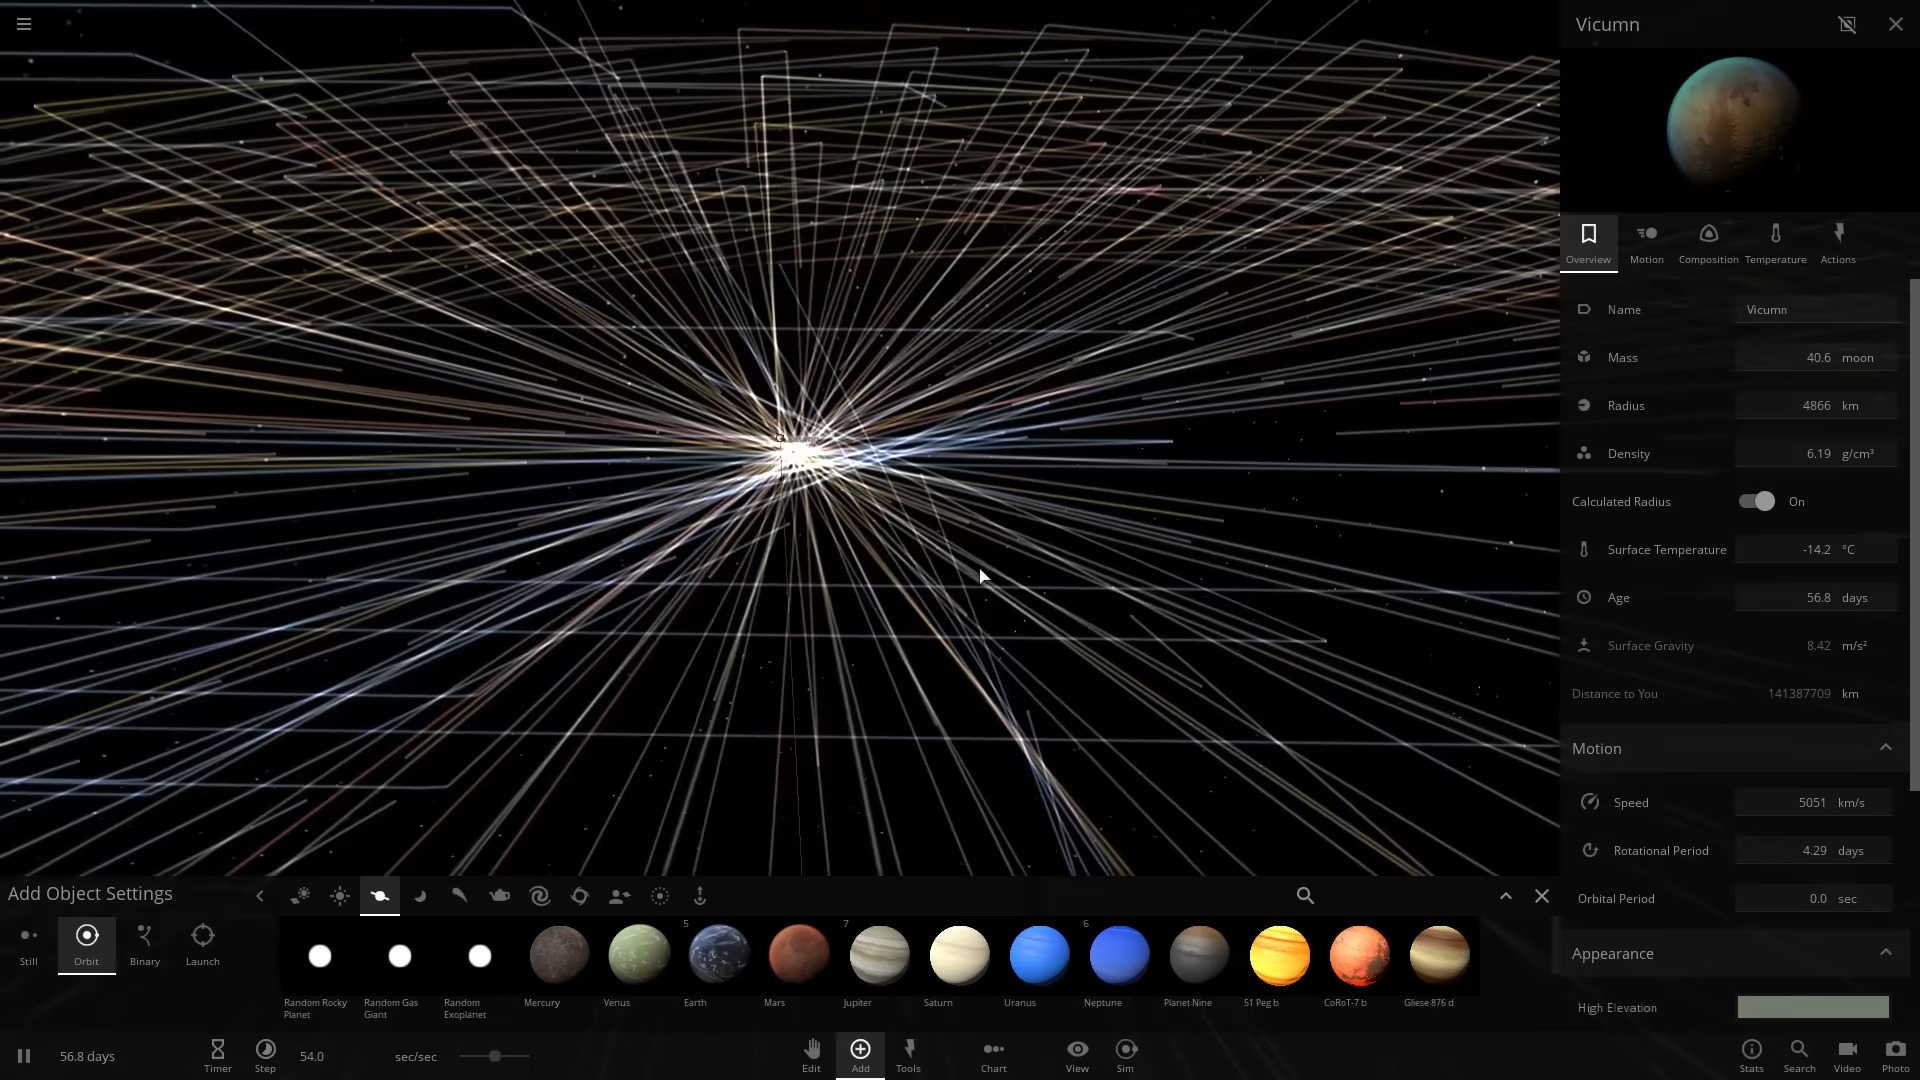 Vicumn
Overview
Motion
Composition
Temperature
Actions
Name
Vicumn
Mass
40.6 moon
Radius
4866 km
Density
6.19 g/cm³
Calculated Radius
On
Surface Temperature
-14.2 °C
Age
56.8 days
Surface Gravity
8.42 m/s²
Distance to You
141387709 km
Motion
Speed
5051 km/s
Rotational Period
4.29 days
Orbital Period
0.0 sec
Appearance
High Elevation
Add Object Settings
Still
Orbit
Binary
Launch
5
7
6
Random Rocky
Planet
Random Gas
Giant
Random
Exoplanet
Mercury
Venus
Earth
Mars
Jupiter
Saturn
Uranus
Neptune
Planet Nine
51 Peg b
CoRoT-7 b
Gliese 876 d
56.8 days
Timer
Step
54.0
sec/sec
Edit
Add
Tools
Chart
View
Sim
Stats
Search
Video
Photo